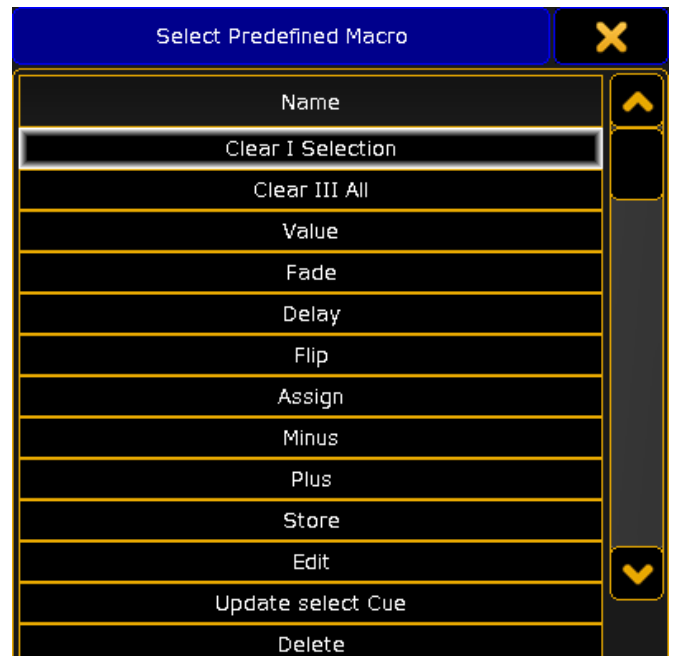 Select Predefined Macro
Name
Clear I Selection
Clear III All
Value
Fade
Delay
Flip
Assign
Minus
Plus
Store
Edit
Update select Cue
Delete